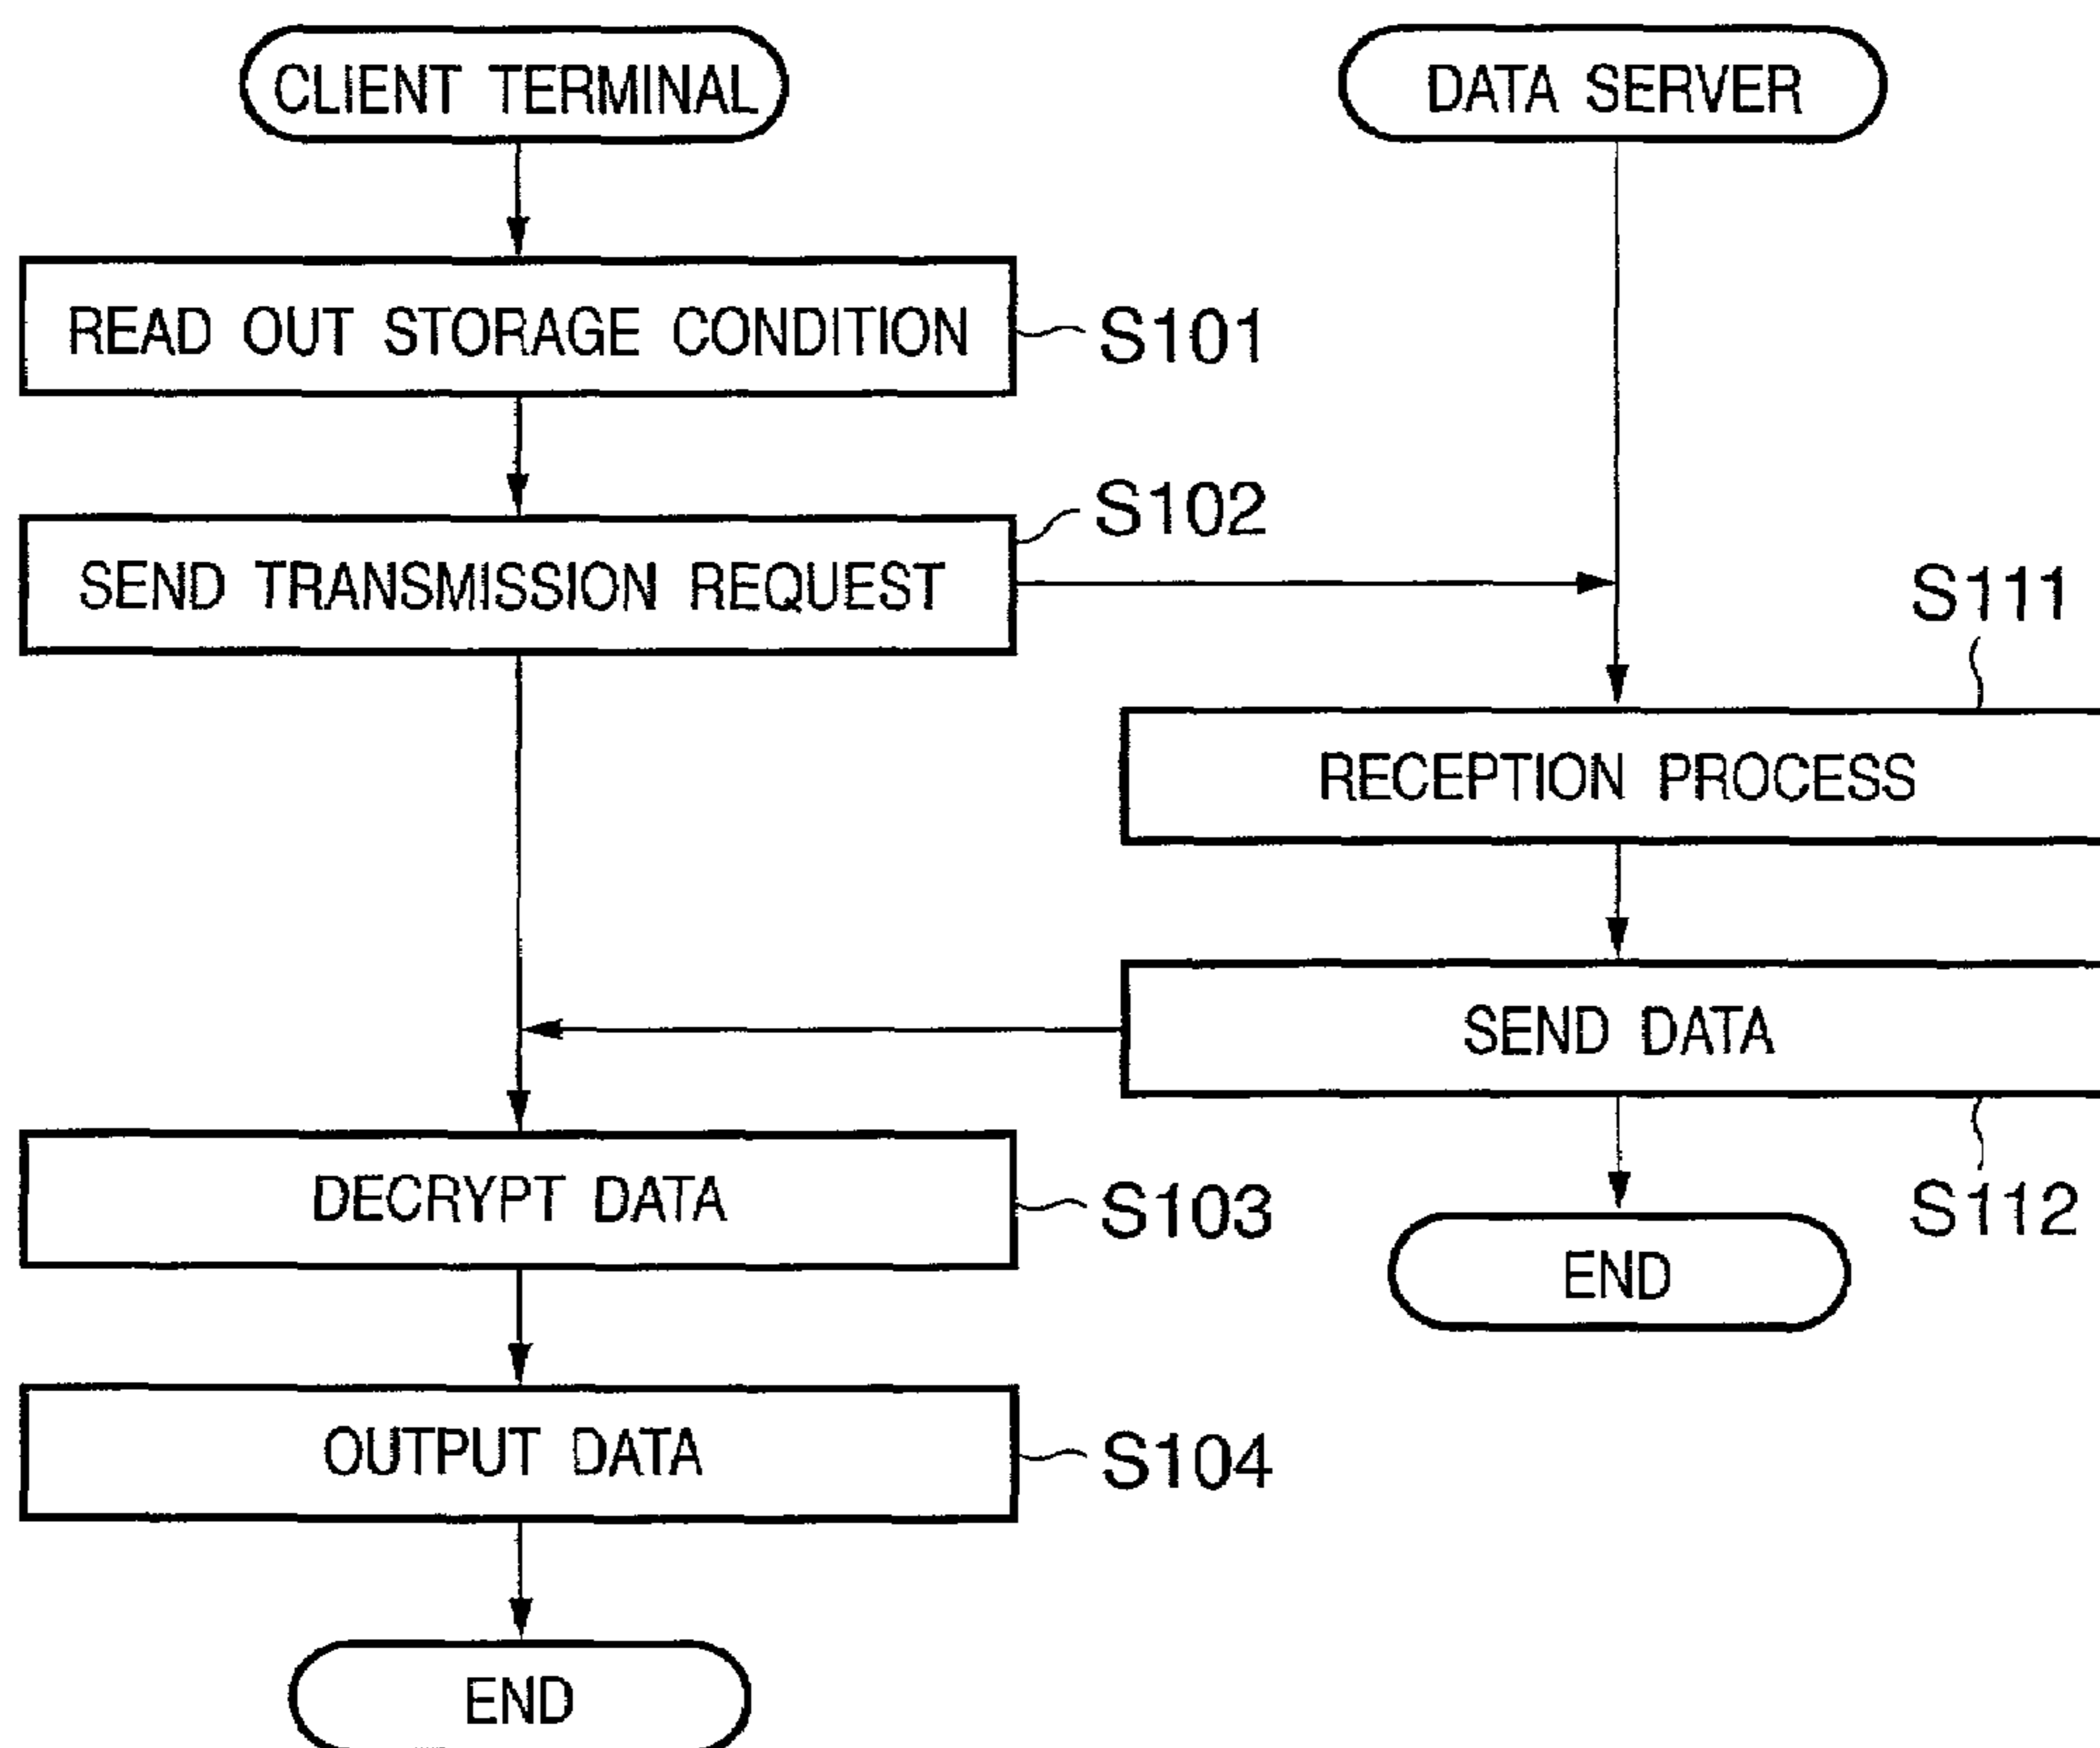 CLIENT TERMINAL
DATA SERVER
READ OUT STORAGE CONDITION
S101
SEND TRANSMISSION REQUEST
S102
S111
RECEPTION PROCESS
SEND DATA
S112
DECRYPT DATA
S103
END
OUTPUT DATA
S104
END